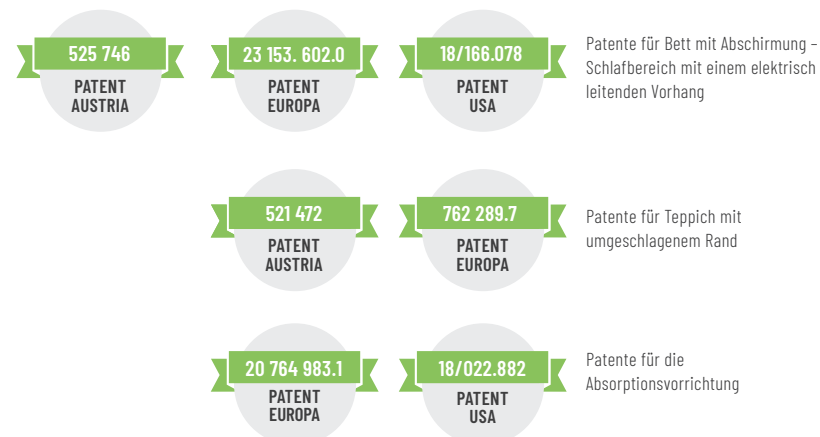 525 746
PATENT
AUSTRIA
23 153. 602.0
PATENT
EUROPA
18/166.078
PATENT
USA
Patente für Bett mit Abschirmung –
Schlafbereich mit einem elektrisch
leitenden Vorhang
521 472
PATENT
AUSTRIA
762 289.7
PATENT
EUROPA
Patente für Teppich mit
umgeschlagenem Rand
20 764 983.1
PATENT
EUROPA
18/022.882
PATENT
USA
Patente für die
Absorptionsvorrichtung